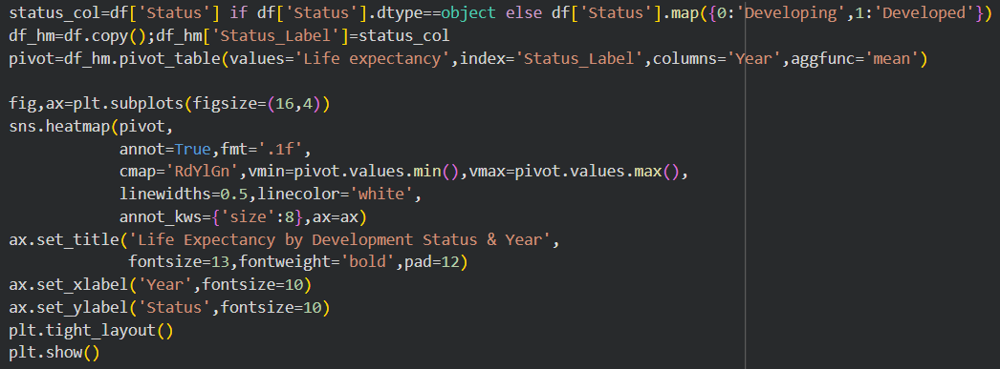 status_col=df['Status'] if df['Status'].dtype==object else df['Status'].map({0:'Developing',1:'Developed'})
df_hm=df.copy();df_hm['Status_Label']=status_col
pivot=df_hm.pivot_table(values='Life expectancy',index='Status_Label',columns='Year',aggfunc='mean')

fig,ax=plt.subplots(figsize=(16,4))
sns.heatmap(pivot,
            annot=True,fmt='.1f',
            cmap='RdYlGn',vmin=pivot.values.min(),vmax=pivot.values.max(),
            linewidths=0.5,linecolor='white',
            annot_kws={'size':8},ax=ax)
ax.set_title('Life Expectancy by Development Status & Year',
             fontsize=13,fontweight='bold',pad=12)
ax.set_xlabel('Year',fontsize=10)
ax.set_ylabel('Status',fontsize=10)
plt.tight_layout()
plt.show()